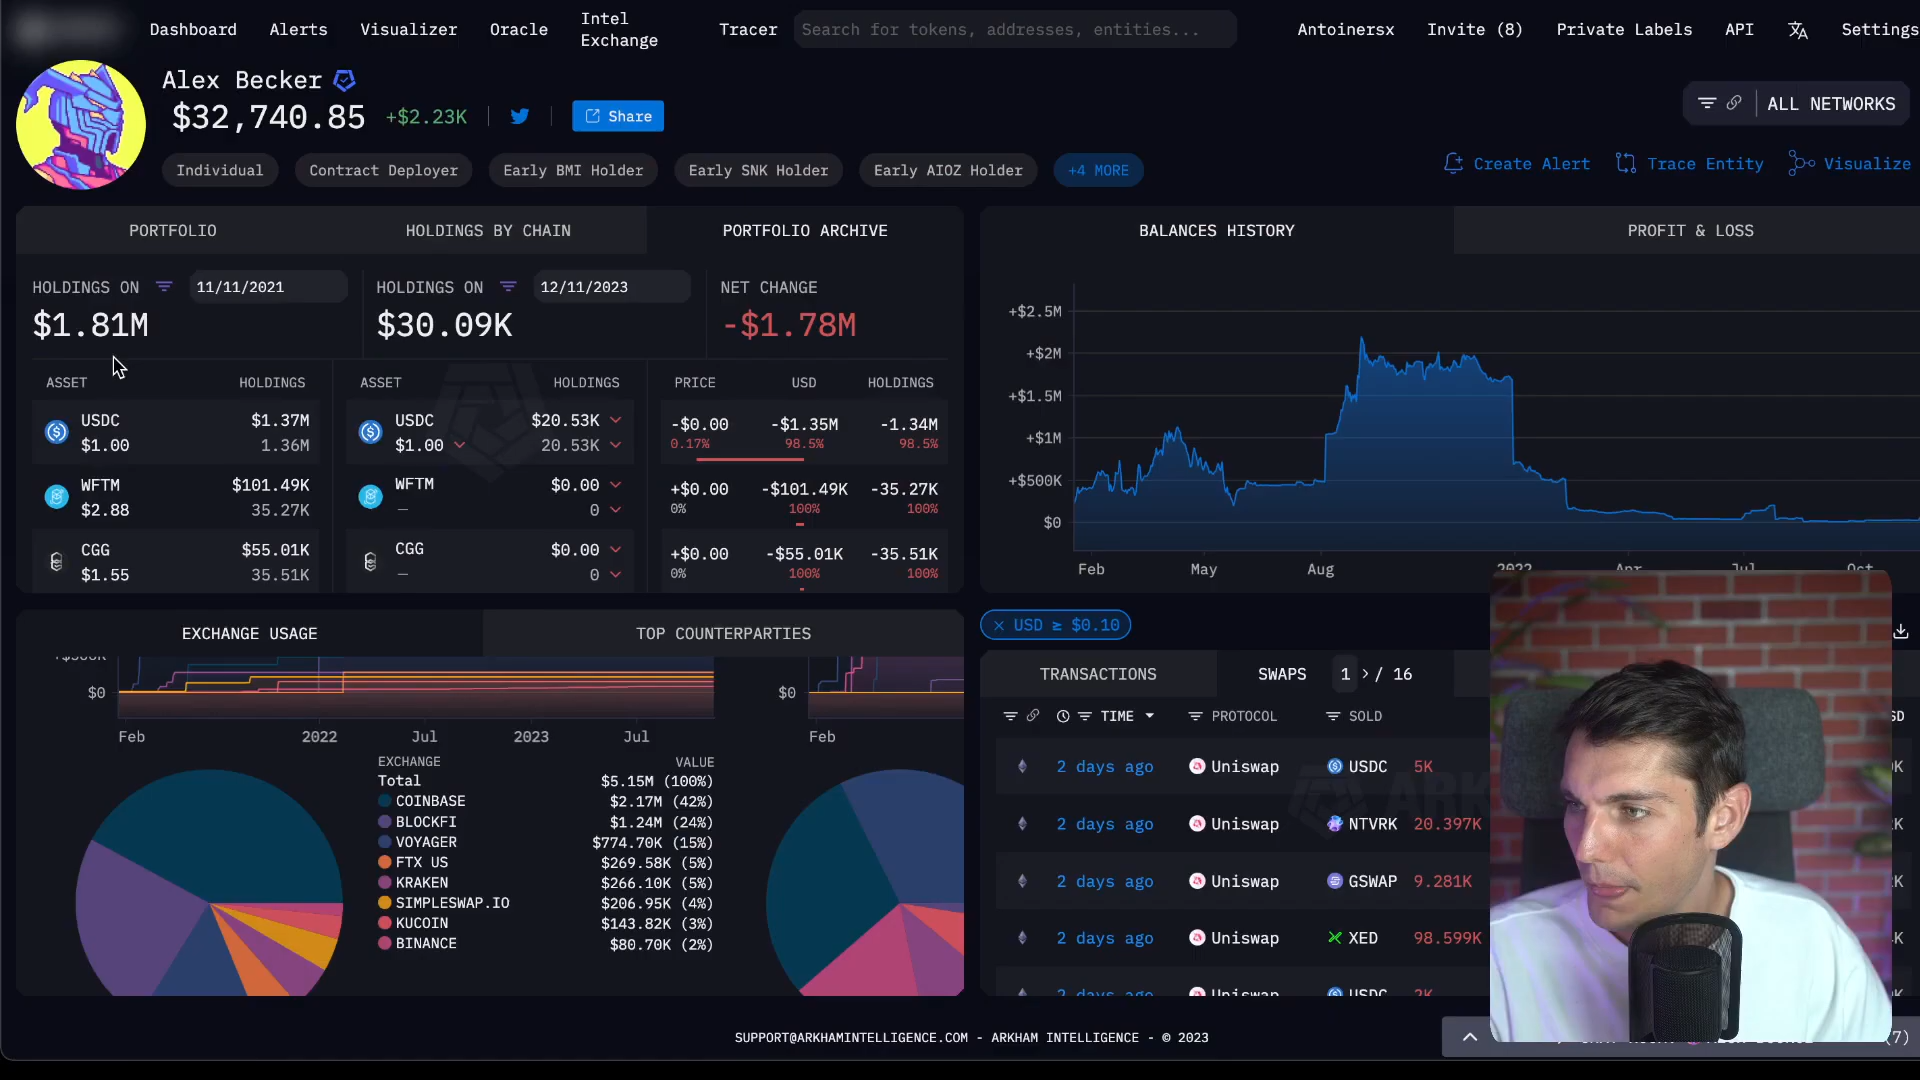 Dashboard Alerts Visualizer Oracle Intel Exchange Tracer Search for tokens, addresses, entities... Antoinersx Invite (8) Private Labels API Settings
Alex Becker
$32,740.85 +$2.23K Share
ALL NETWORKS
Individual Contract Deployer Early BMI Holder Early SNK Holder Early AIOZ Holder +4 MORE
Create Alert Trace Entity Visualize
PORTFOLIO HOLDINGS BY CHAIN PORTFOLIO ARCHIVE
HOLDINGS ON 11/11/2021 HOLDINGS ON 12/11/2023 NET CHANGE
$1.81M $30.09K -$1.78M
ASSET HOLDINGS ASSET HOLDINGS PRICE USD HOLDINGS
USDC $1.37M USDC $20.53K -$0.00 -$1.35M -1.34M
$1.00 1.36M $1.00 20.53K 0.17% 98.5% 98.5%
WFTM $101.49K WFTM $0.00 +$0.00 -$101.49K -35.27K
$2.88 35.27K — 0 0% 100% 100%
CGG $55.01K CGG $0.00 +$0.00 -$55.01K -35.51K
$1.55 35.51K — 0 0% 100% 100%
BALANCES HISTORY PROFIT & LOSS
+$2.5M
+$2M
+$1.5M
+$1M
+$500K
$0
Feb May Aug 2022 Apr Jul Oct
EXCHANGE USAGE TOP COUNTERPARTIES
+$500K
$0 $0
Feb 2022 Jul 2023 Jul Feb
EXCHANGE VALUE
Total $5.15M (100%)
COINBASE $2.17M (42%)
BLOCKFI $1.24M (24%)
VOYAGER $774.70K (15%)
FTX US $269.58K (5%)
KRAKEN $266.10K (5%)
SIMPLESWAP.IO $206.95K (4%)
KUCOIN $143.82K (3%)
BINANCE $80.70K (2%)
× USD ≥ $0.10
TRANSACTIONS SWAPS 1 > / 16
TIME PROTOCOL SOLD
2 days ago Uniswap USDC 5K
2 days ago Uniswap NTVRK 20.397K
2 days ago Uniswap GSWAP 9.281K
2 days ago Uniswap XED 98.599K
2 days ago Uniswap USDC 2K
ARK
SUPPORT@ARKHAMINTELLIGENCE.COM - ARKHAM INTELLIGENCE - © 2023
(7)